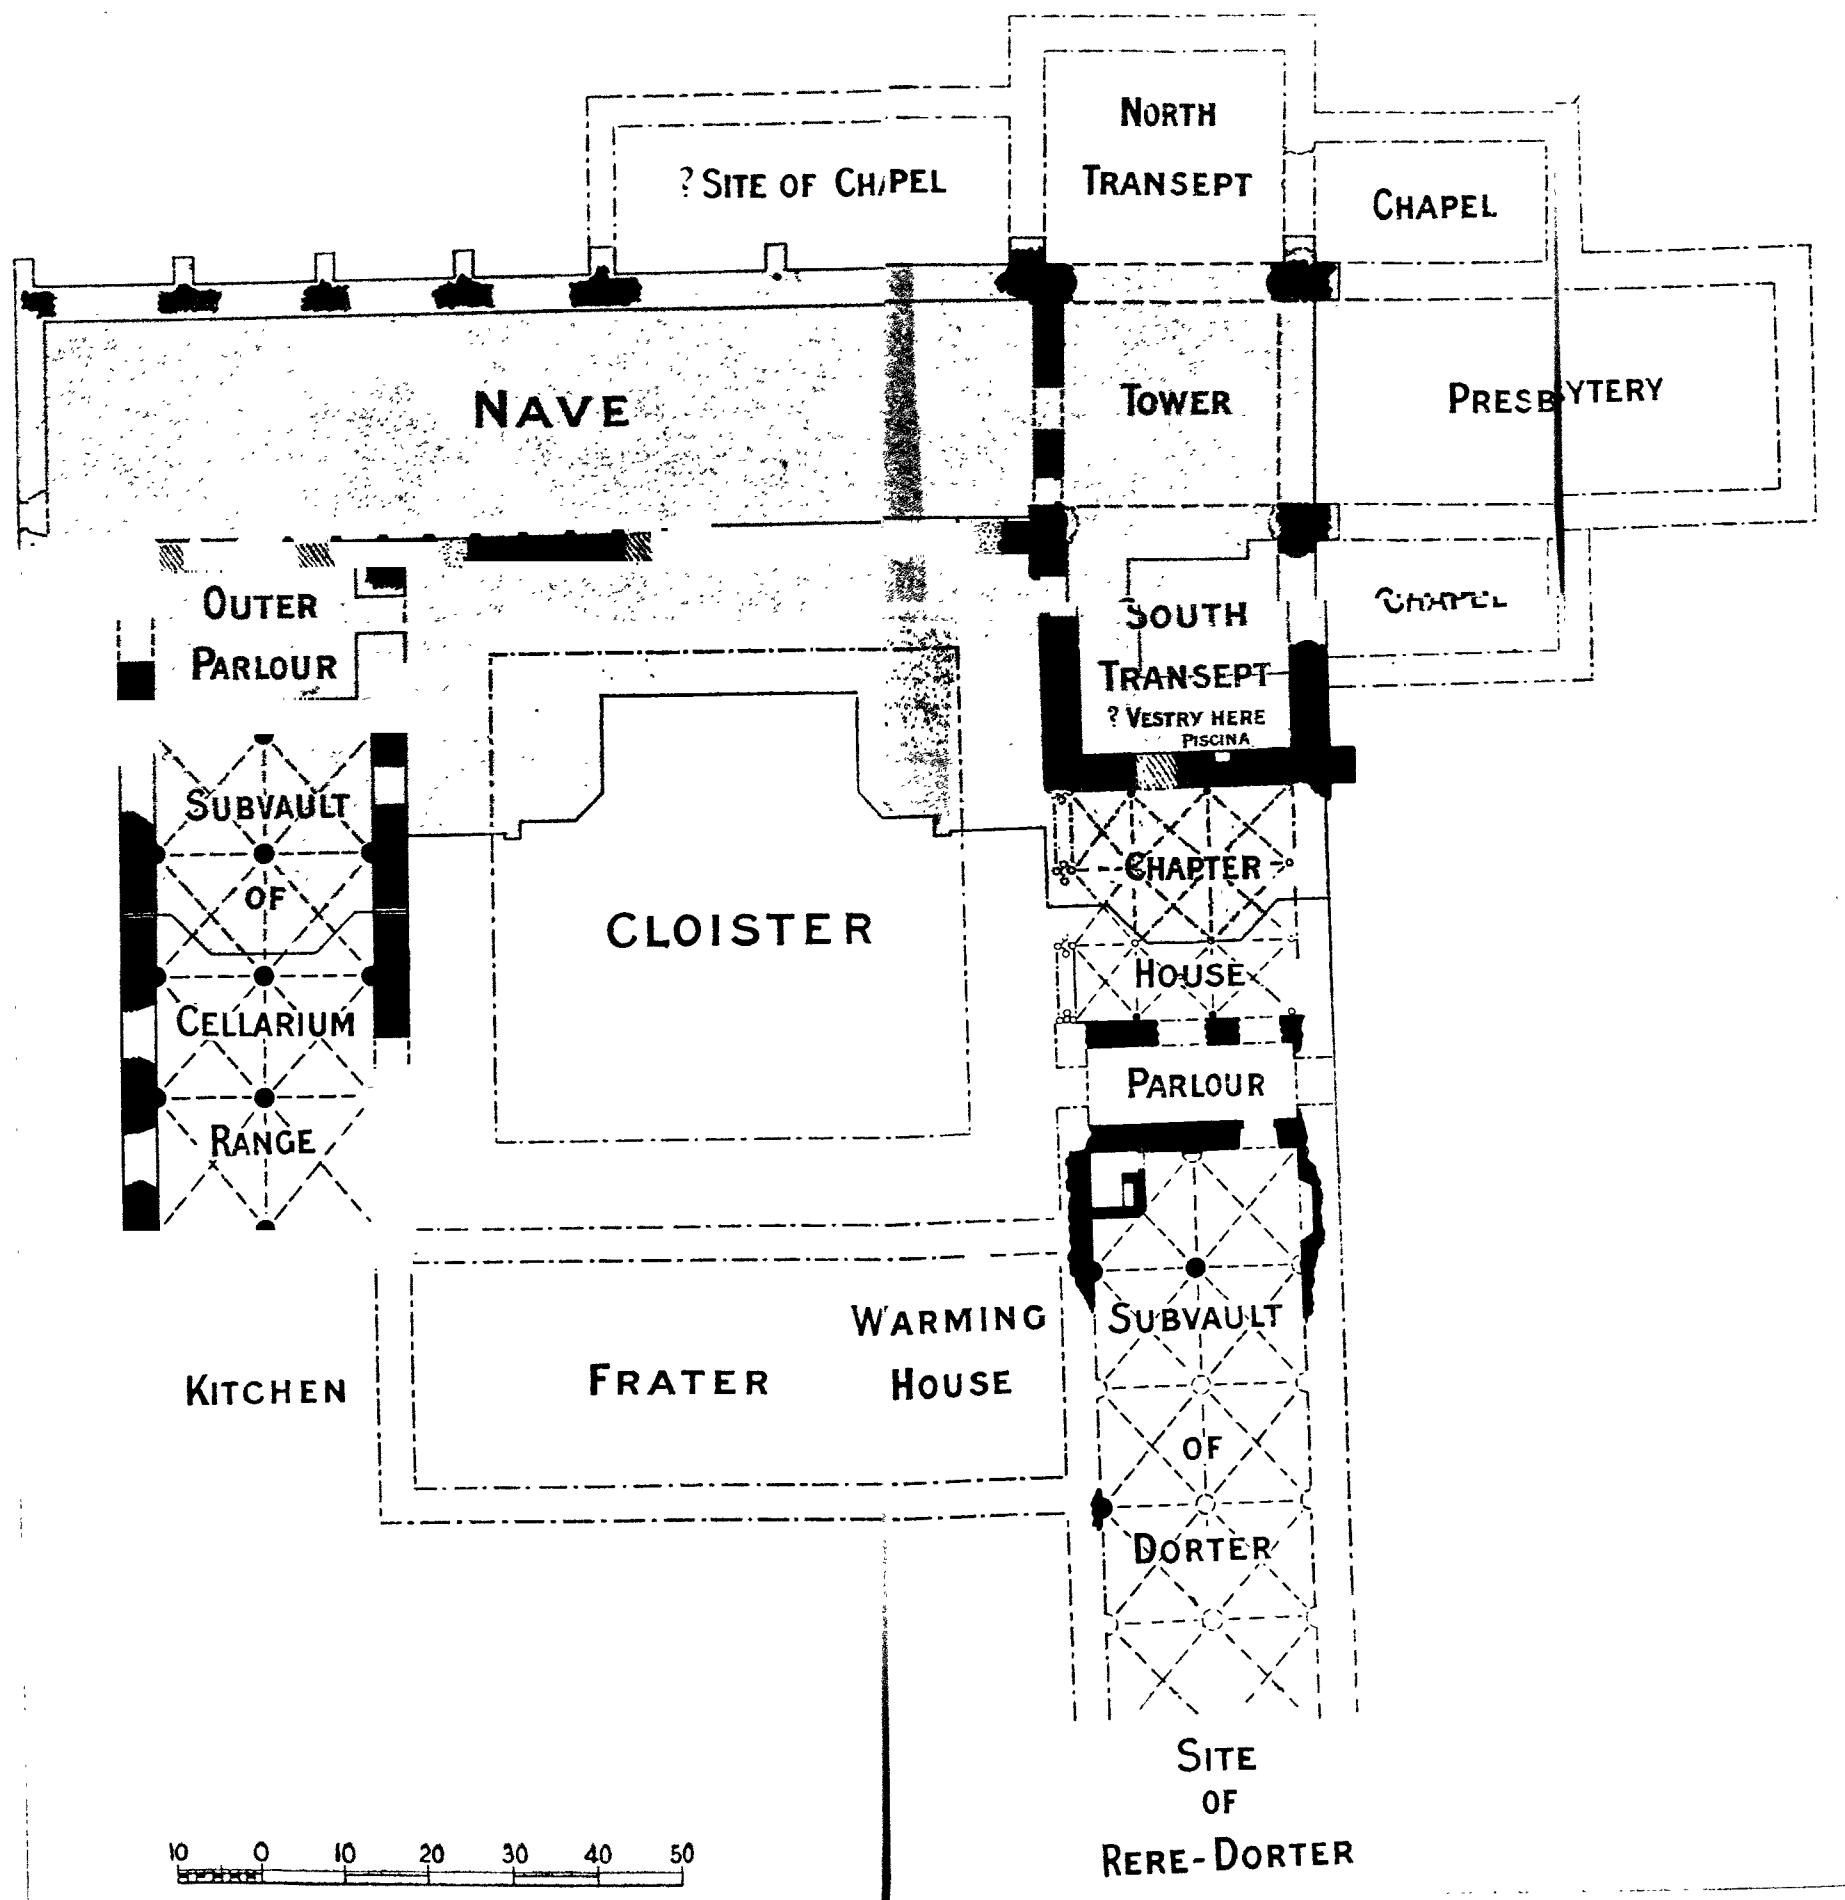 NORTH
TRANSEPT
? SITE OF CHAPEL
CHAPEL
NAVE
TOWER
PRESBYTERY
OUTER
PARLOUR
SOUTH
TRANSEPT
? VESTRY HERE
PISCINA
CHAPEL
SUBVAULT
OF
CELLARIUM
RANGE
CLOISTER
CHAPTER
HOUSE
PARLOUR
KITCHEN
FRATER
WARMING
HOUSE
SUBVAULT
OF
DORTER
SITE
OF
RERE-DORTER
10 0 10 20 30 40 50